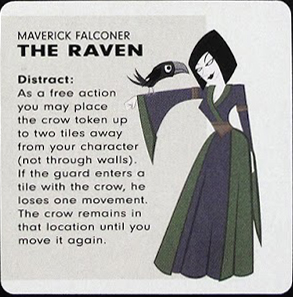 MAVERICK FALCONER
THE RAVEN
Distract:
As a free action
you may place
the crow token up
to two tiles away
from your character
(not through walls).
If the guard enters a
tile with the crow, he
loses one movement.
The crow remains in
that location until you
move it again.